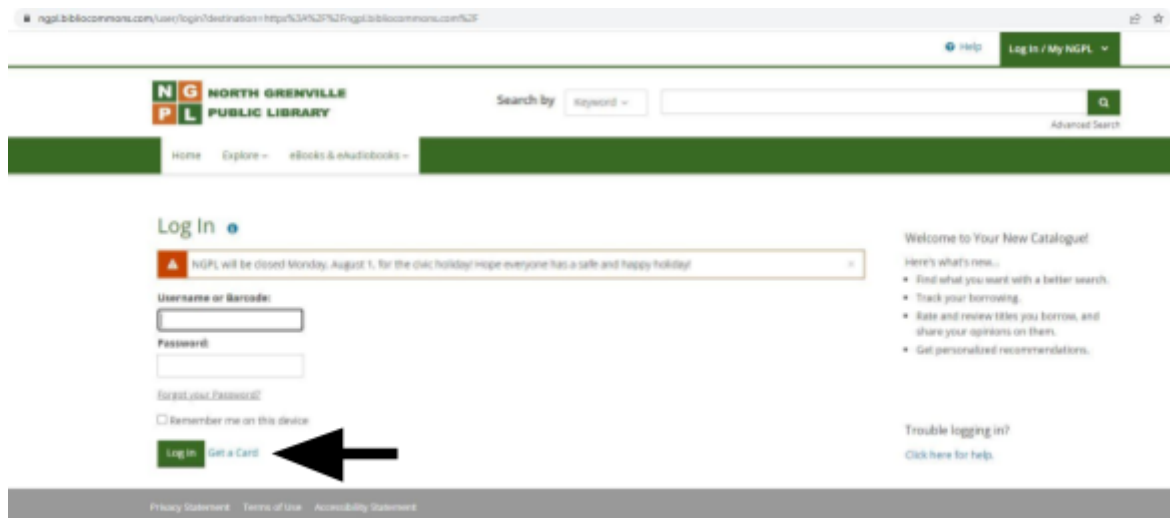 ngpl.bibliocommons.com/user/login?destination=https%3A%2F%2Fngpl.bibliocommons.com%2F
Help
Log In / My NGPL
N G
P L
NORTH GRENVILLE
PUBLIC LIBRARY
Search by
Keyword
Advanced Search
Home
Explore
eBooks & eAudiobooks
Log In
NGPL will be closed Monday, August 1, for the civic holiday! Hope everyone has a safe and happy holiday!
×
Username or Barcode:
Password:
Forgot your Password?
Remember me on this device
Log In
Get a Card
Welcome to Your New Catalogue!
Here's what's new...
• Find what you want with a better search.
• Track your borrowing.
• Rate and review titles you borrow, and
share your opinions on them.
• Get personalized recommendations.
Trouble logging in?
Click here for help.
Privacy Statement
Terms of Use
Accessibility Statement